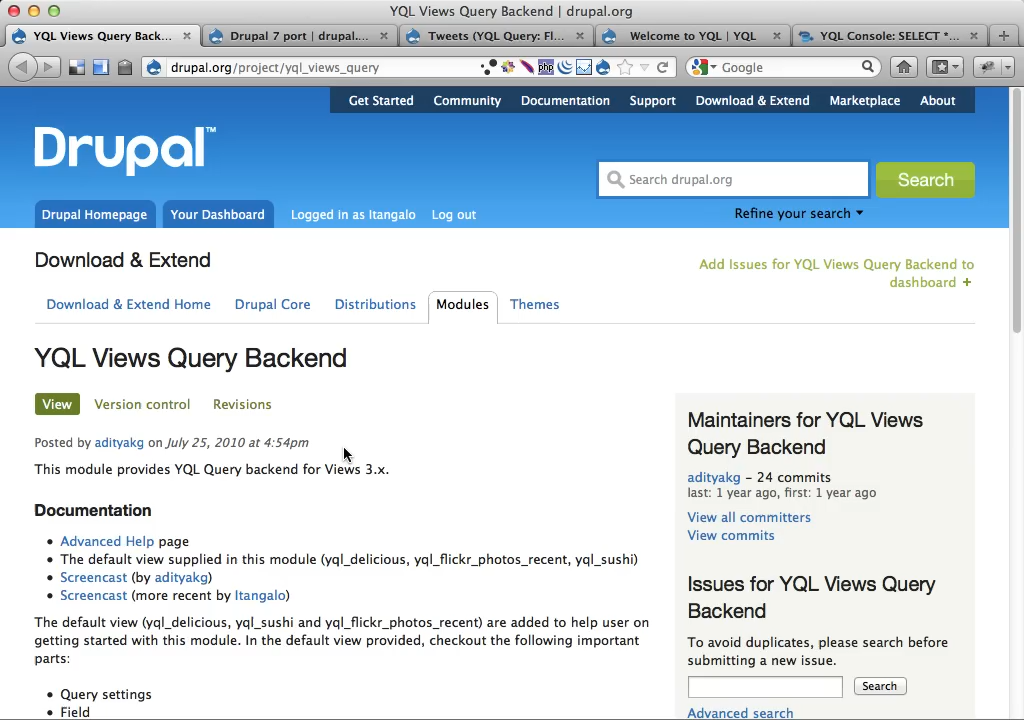 YQL Views Query Backend | drupal.org
YQL Views Query Back...
Drupal 7 port | drupal....
Tweets (YQL Query: Fl...
Welcome to YQL | YQL
YQL Console: SELECT *...
drupal.org/project/yql_views_query
php
Google
Get Started
Community
Documentation
Support
Download & Extend
Marketplace
About
Drupal™
Search drupal.org
Search
Refine your search
Drupal Homepage
Your Dashboard
Logged in as Itangalo
Log out
Download & Extend
Add Issues for YQL Views Query Backend to
dashboard +
Download & Extend Home
Drupal Core
Distributions
Modules
Themes
YQL Views Query Backend
View
Version control
Revisions
Posted by adityakg on July 25, 2010 at 4:54pm
This module provides YQL Query backend for Views 3.x.
Documentation
• Advanced Help page
• The default view supplied in this module (yql_delicious, yql_flickr_photos_recent, yql_sushi)
• Screencast (by adityakg)
• Screencast (more recent by Itangalo)
The default view (yql_delicious, yql_sushi and yql_flickr_photos_recent) are added to help user on
getting started with this module. In the default view provided, checkout the following important
parts:
• Query settings
• Field
Maintainers for YQL Views
Query Backend
adityakg – 24 commits
last: 1 year ago, first: 1 year ago
View all committers
View commits
Issues for YQL Views Query
Backend
To avoid duplicates, please search before
submitting a new issue.
Search
Advanced search